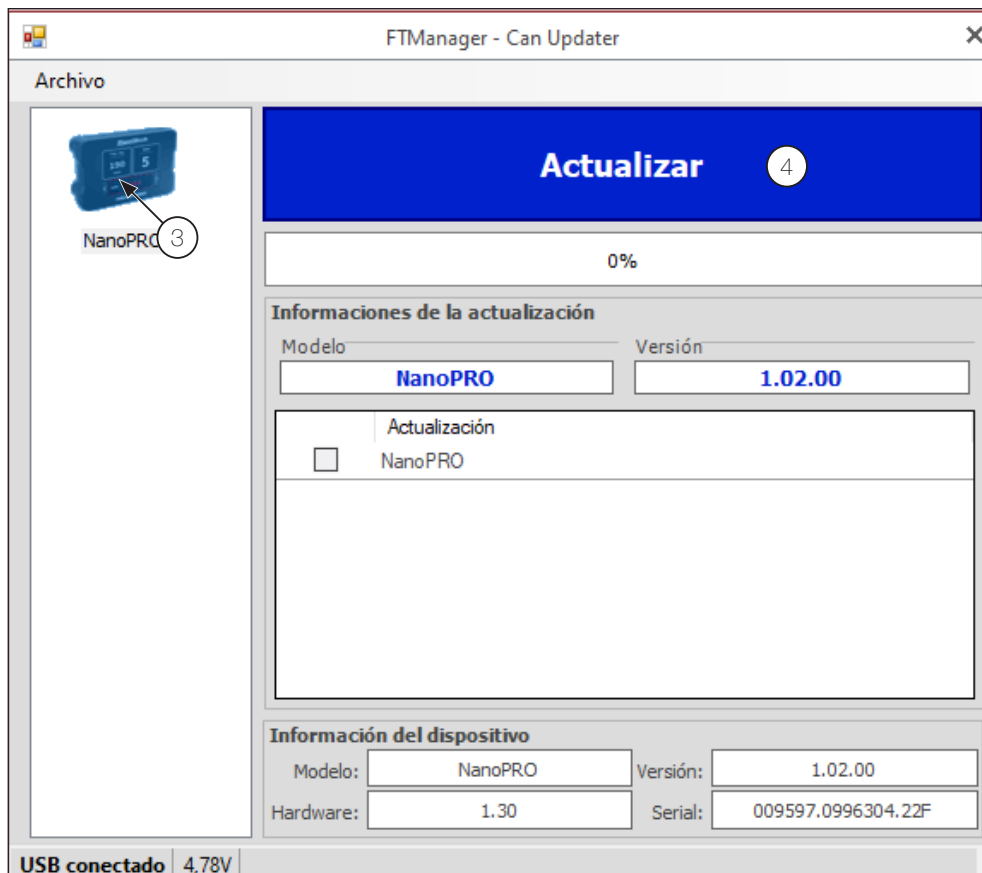 FTManager - Can Updater
Archivo
190 5
NanoPRO
3
Actualizar 4
0%
Informaciones de la actualización
Modelo Versión
NanoPRO 1.02.00
Actualización
NanoPRO
Información del dispositivo
Modelo: NanoPRO Versión: 1.02.00
Hardware: 1.30 Serial: 009597.0996304.22F
USB conectado 4,78V